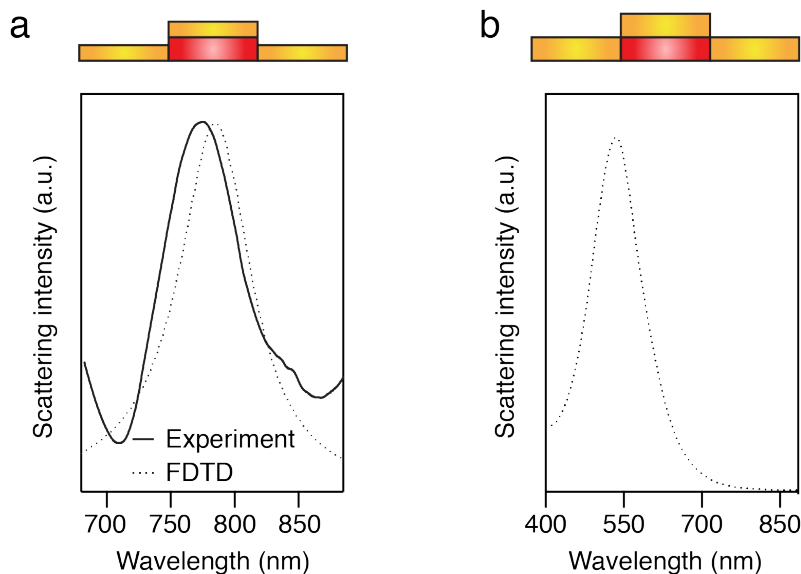 a
Scattering intensity (a.u.)
Experiment
FDTD
700 750 800 850
Wavelength (nm)
b
Scattering intensity (a.u.)
400 550 700 850
Wavelength (nm)